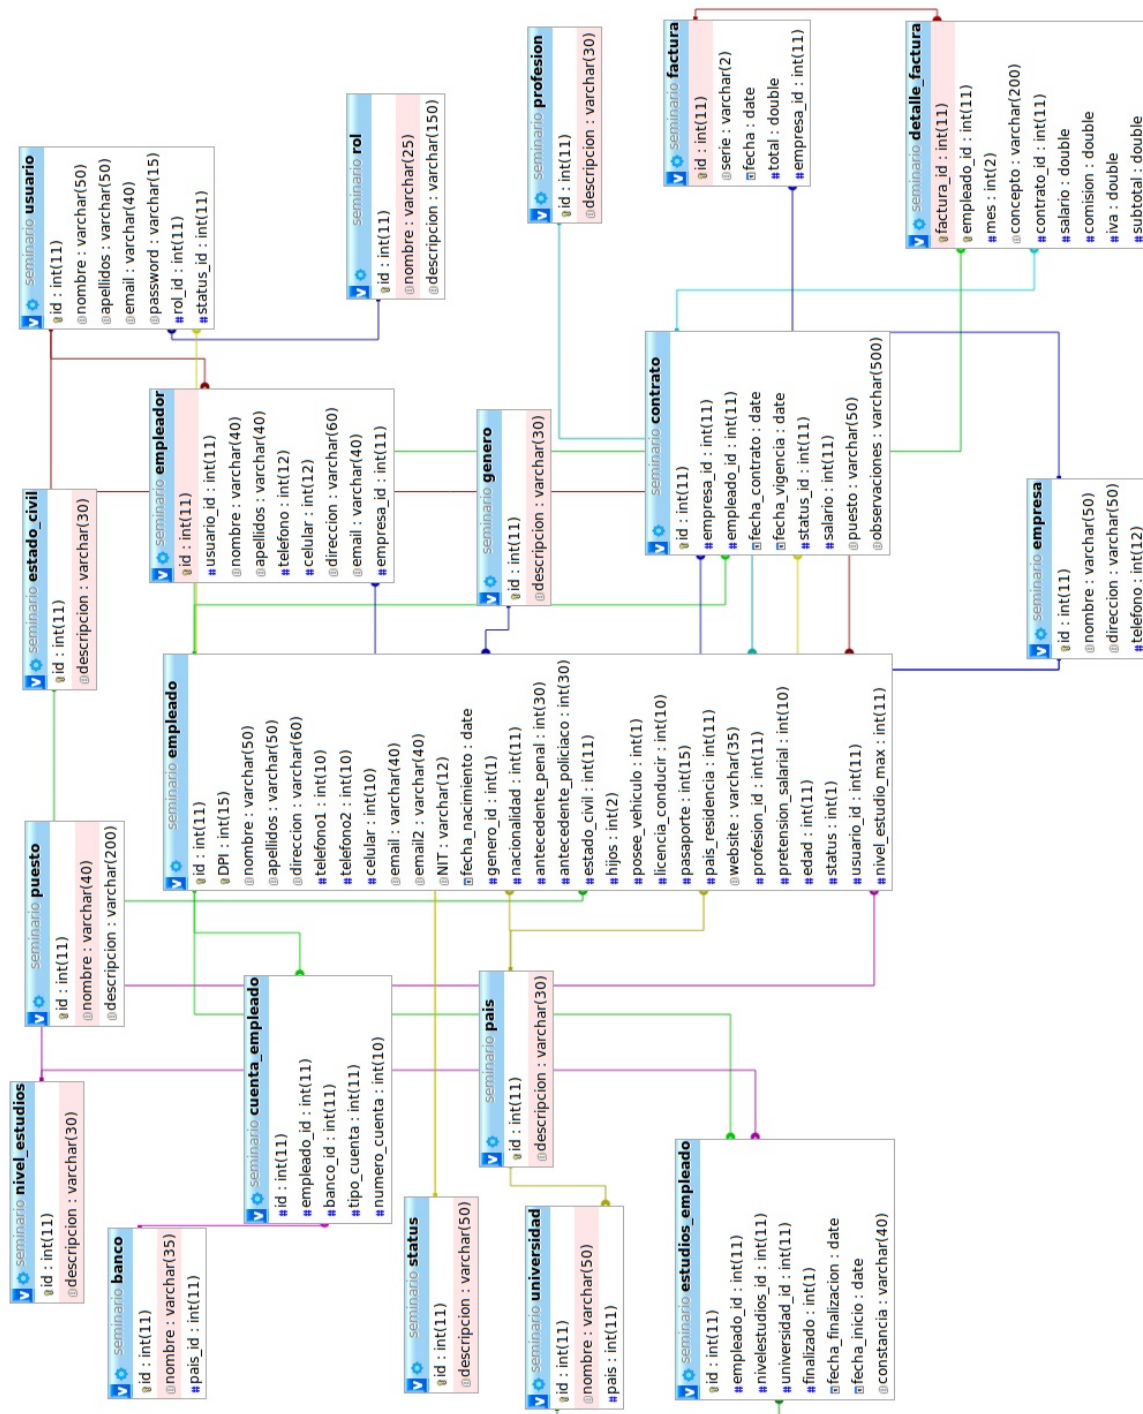 seminario usuario
id : int(11)
nombre : varchar(50)
apellidos : varchar(50)
email : varchar(40)
password : varchar(15)
#rol_id : int(11)
#status_id : int(11)
seminario rol
id : int(11)
nombre : varchar(25)
descripcion : varchar(150)
seminario profesion
id : int(11)
descripcion : varchar(30)
seminario factura
id : int(11)
serie : varchar(2)
fecha : date
#total : double
#empresa_id : int(11)
seminario detalle_factura
factura_id : int(11)
empleado_id : int(11)
#mes : int(2)
concepto : varchar(200)
#contrato_id : int(11)
#salario : double
#comision : double
#iva : double
#subtotal : double
seminario estado_civil
id : int(11)
descripcion : varchar(30)
seminario empleador
id : int(11)
#usuario_id : int(11)
nombre : varchar(40)
apellidos : varchar(40)
#telefono : int(12)
#celular : int(12)
direccion : varchar(60)
email : varchar(40)
#empresa_id : int(11)
seminario genero
id : int(11)
descripcion : varchar(30)
seminario contrato
id : int(11)
#empresa_id : int(11)
#empleado_id : int(11)
fecha_contrato : date
fecha_vigencia : date
#status_id : int(11)
#salario : int(11)
puesto : varchar(50)
observaciones : varchar(500)
seminario empresa
id : int(11)
nombre : varchar(50)
direccion : varchar(50)
#telefono : int(12)
seminario puesto
id : int(11)
nombre : varchar(40)
descripcion : varchar(200)
seminario empleado
id : int(11)
DPI : int(15)
nombre : varchar(50)
apellidos : varchar(50)
direccion : varchar(60)
#telefono1 : int(10)
#telefono2 : int(10)
#celular : int(10)
email : varchar(40)
email2 : varchar(40)
NIT : varchar(12)
fecha_nacimiento : date
#genero_id : int(1)
#nacionalidad : int(11)
#antecedente_penal : int(30)
#antecedente_policiaco : int(30)
#estado_civil : int(11)
#hijos : int(2)
#posee_vehiculo : int(1)
#licencia_conducir : int(10)
#pasaporte : int(15)
#pais_residencia : int(11)
website : varchar(35)
#profesion_id : int(11)
#pretension_salarial : int(10)
#edad : int(11)
#status : int(1)
#usuario_id : int(11)
#nivel_estudio_max : int(11)
seminario nivel_estudios
id : int(11)
descripcion : varchar(30)
seminario cuenta_empleado
#id : int(11)
#empleado_id : int(11)
#banco_id : int(11)
#tipo_cuenta : int(11)
#numero_cuenta : int(10)
seminario pais
id : int(11)
descripcion : varchar(30)
seminario banco
id : int(11)
nombre : varchar(35)
#pais_id : int(11)
seminario status
id : int(11)
descripcion : varchar(50)
seminario universidad
id : int(11)
nombre : varchar(50)
#pais : int(11)
seminario estudios_empleado
id : int(11)
#empleado_id : int(11)
#nivelestudios_id : int(11)
#universidad_id : int(11)
#finalizado : int(1)
fecha_finalizacion : date
fecha_inicio : date
constancia : varchar(40)